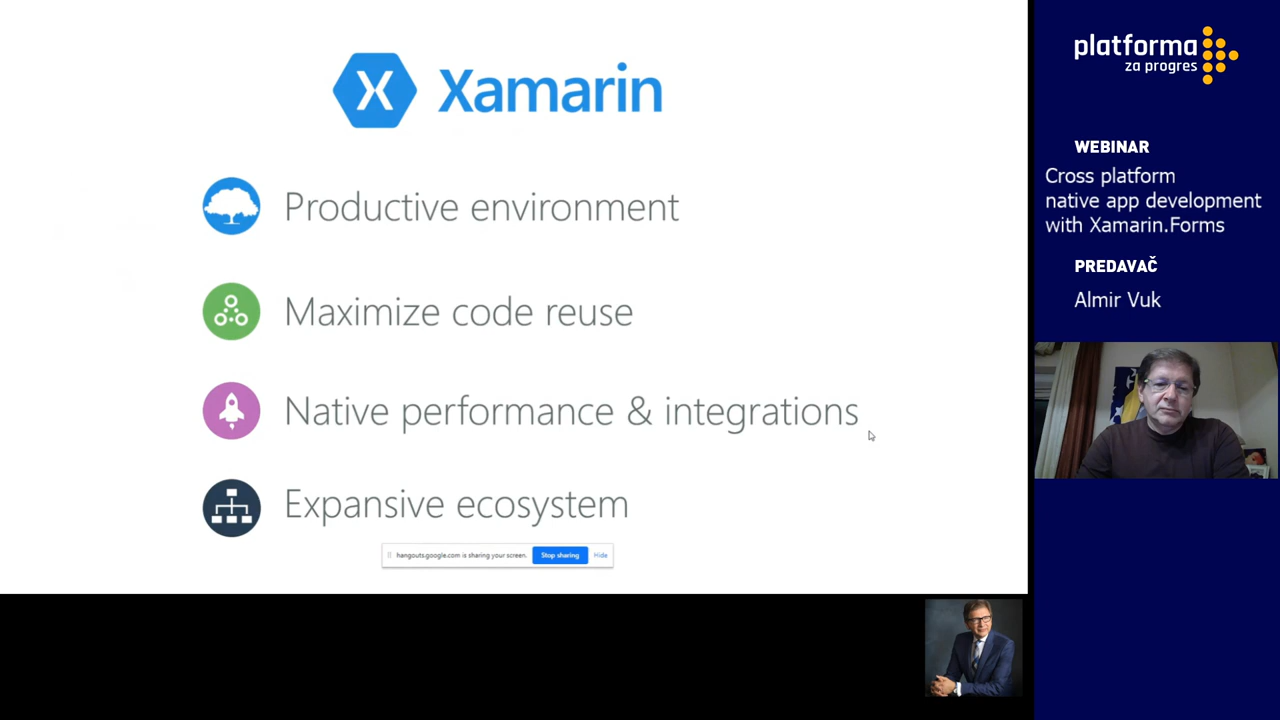 Xamarin
Productive environment
Maximize code reuse
Native performance & integrations
Expansive ecosystem
hangouts.google.com is sharing your screen.
Stop sharing
Hide
platforma
za progres
WEBINAR
Cross platform
native app development
with Xamarin.Forms
PREDAVAČ
Almir Vuk